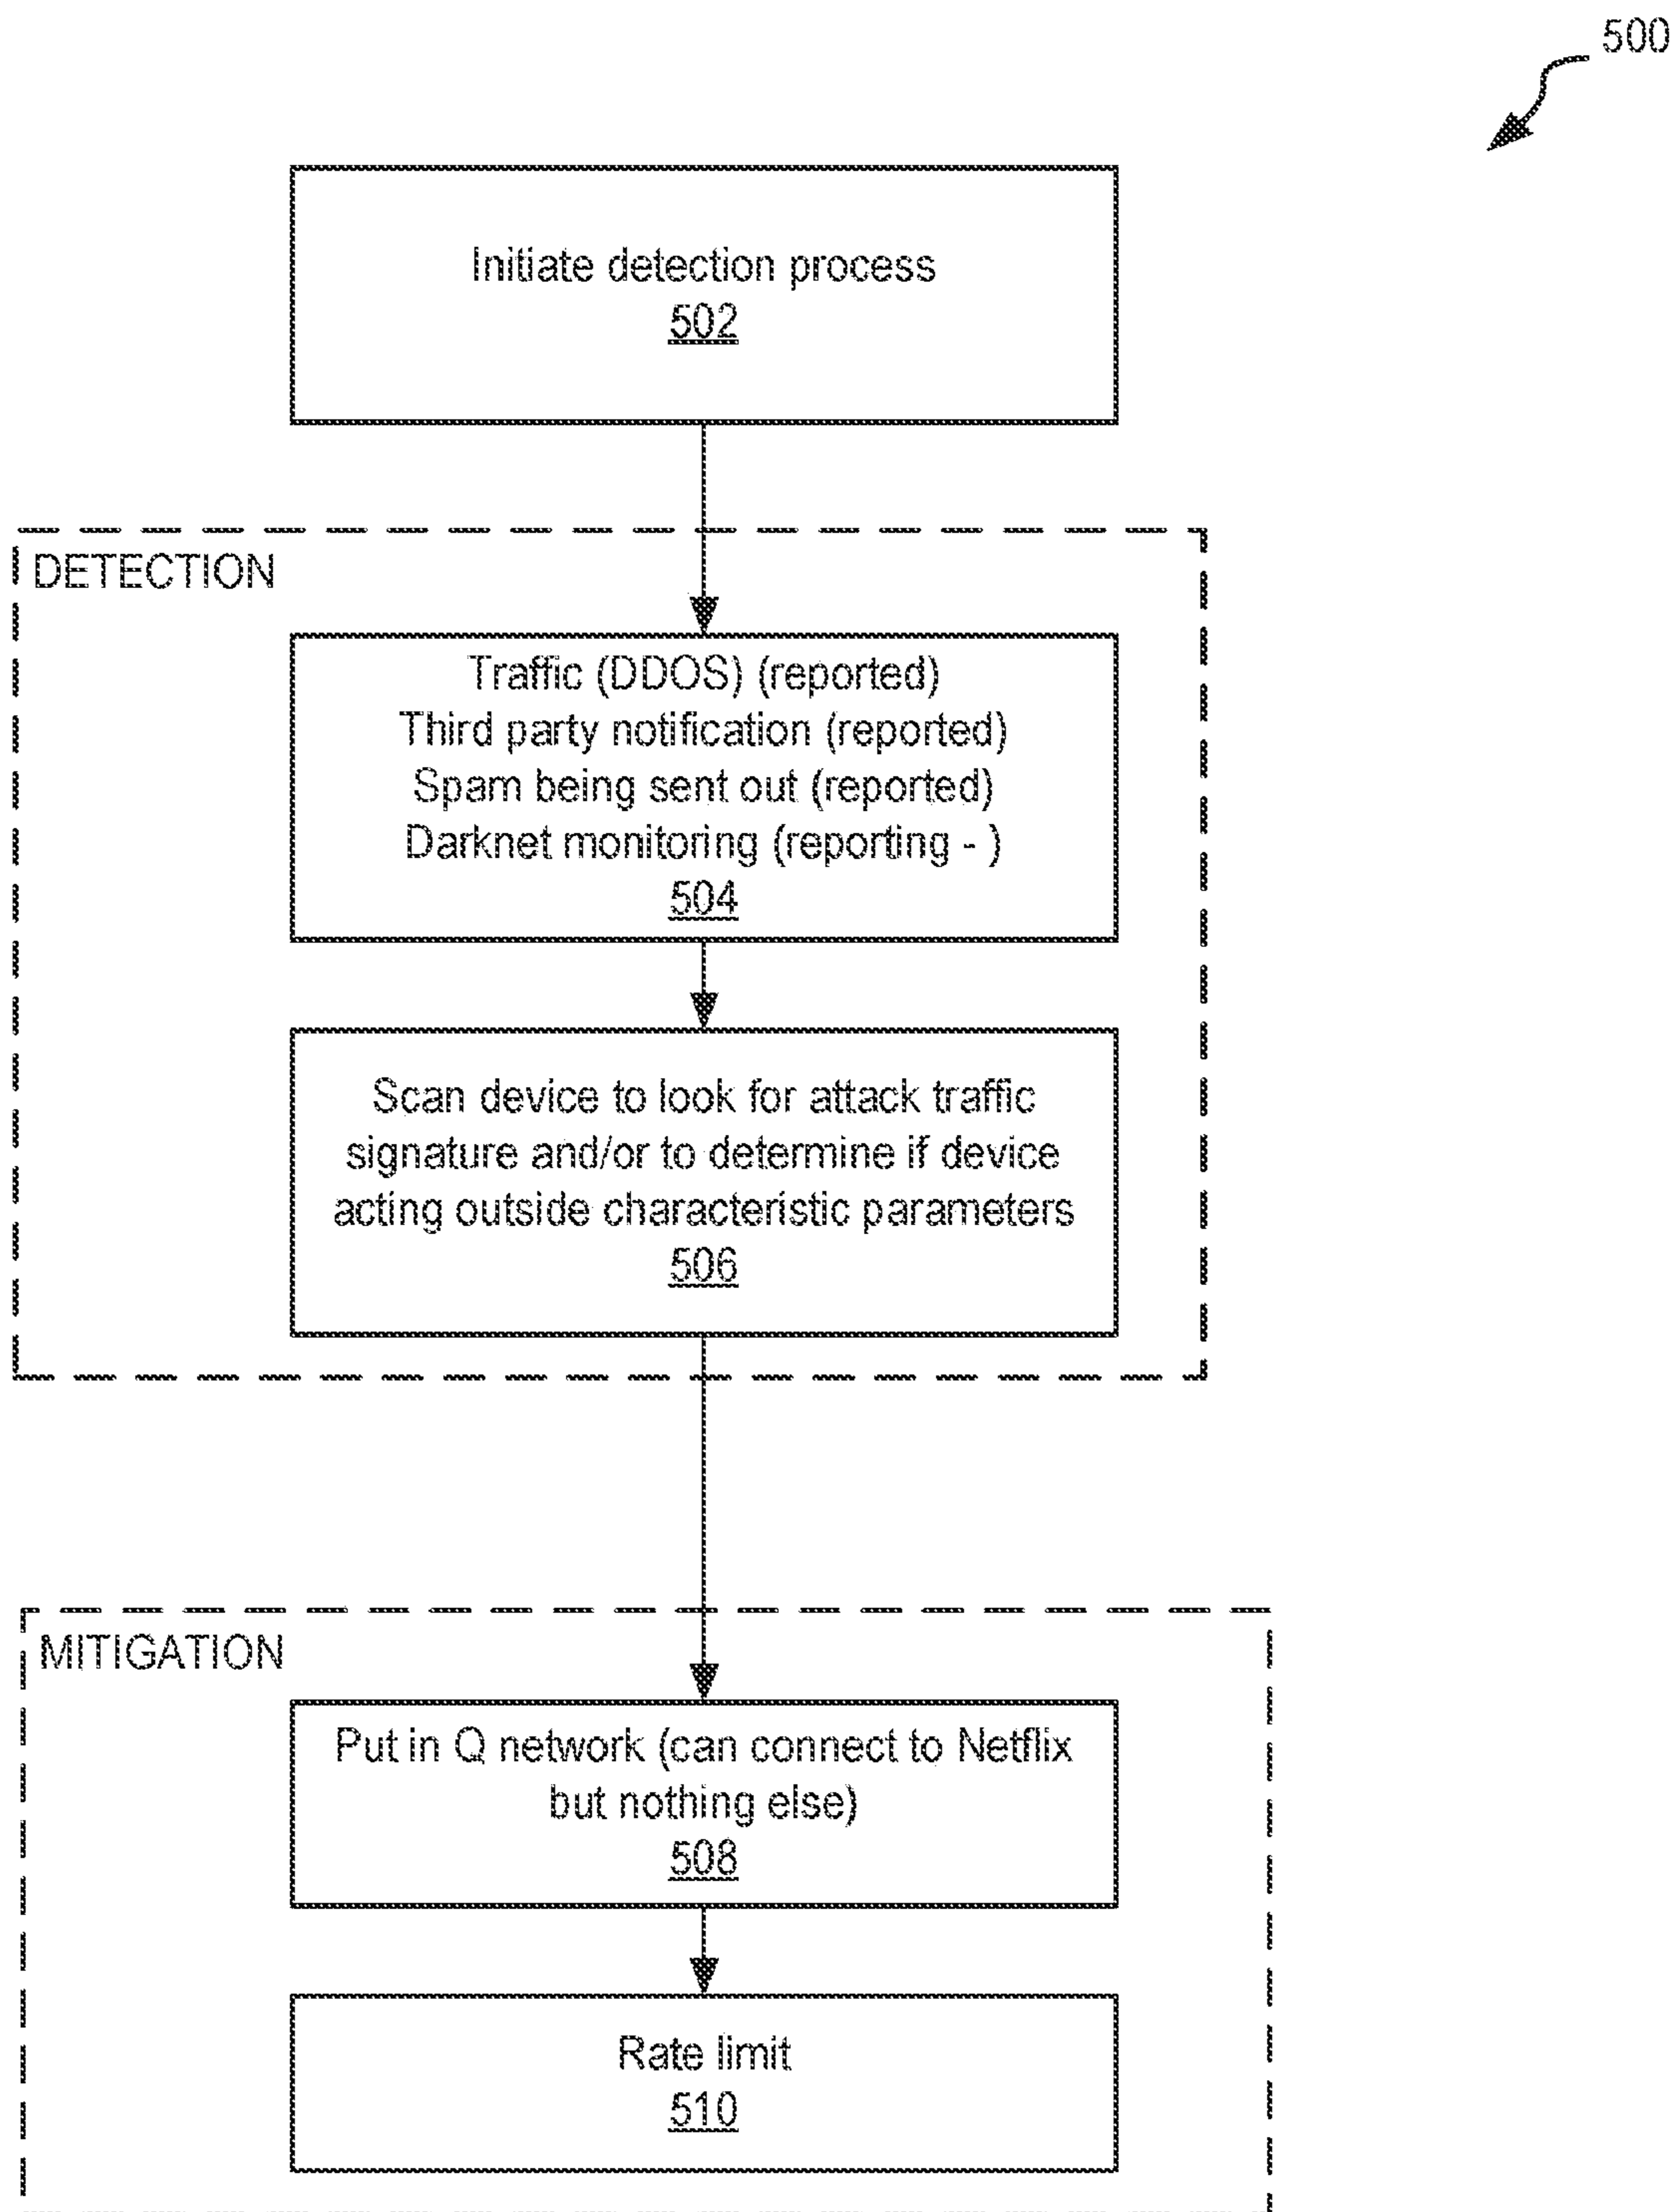 500
Initiate detection process
502
DETECTION
Traffic (DDOS) (reported)
Third party notification (reported)
Spam being sent out (reported)
Darknet monitoring (reporting - )
504
Scan device to look for attack traffic
signature and/or to determine if device
acting outside characteristic parameters
506
MITIGATION
Put in Q network (can connect to Netflix
but nothing else)
508
Rate limit
510